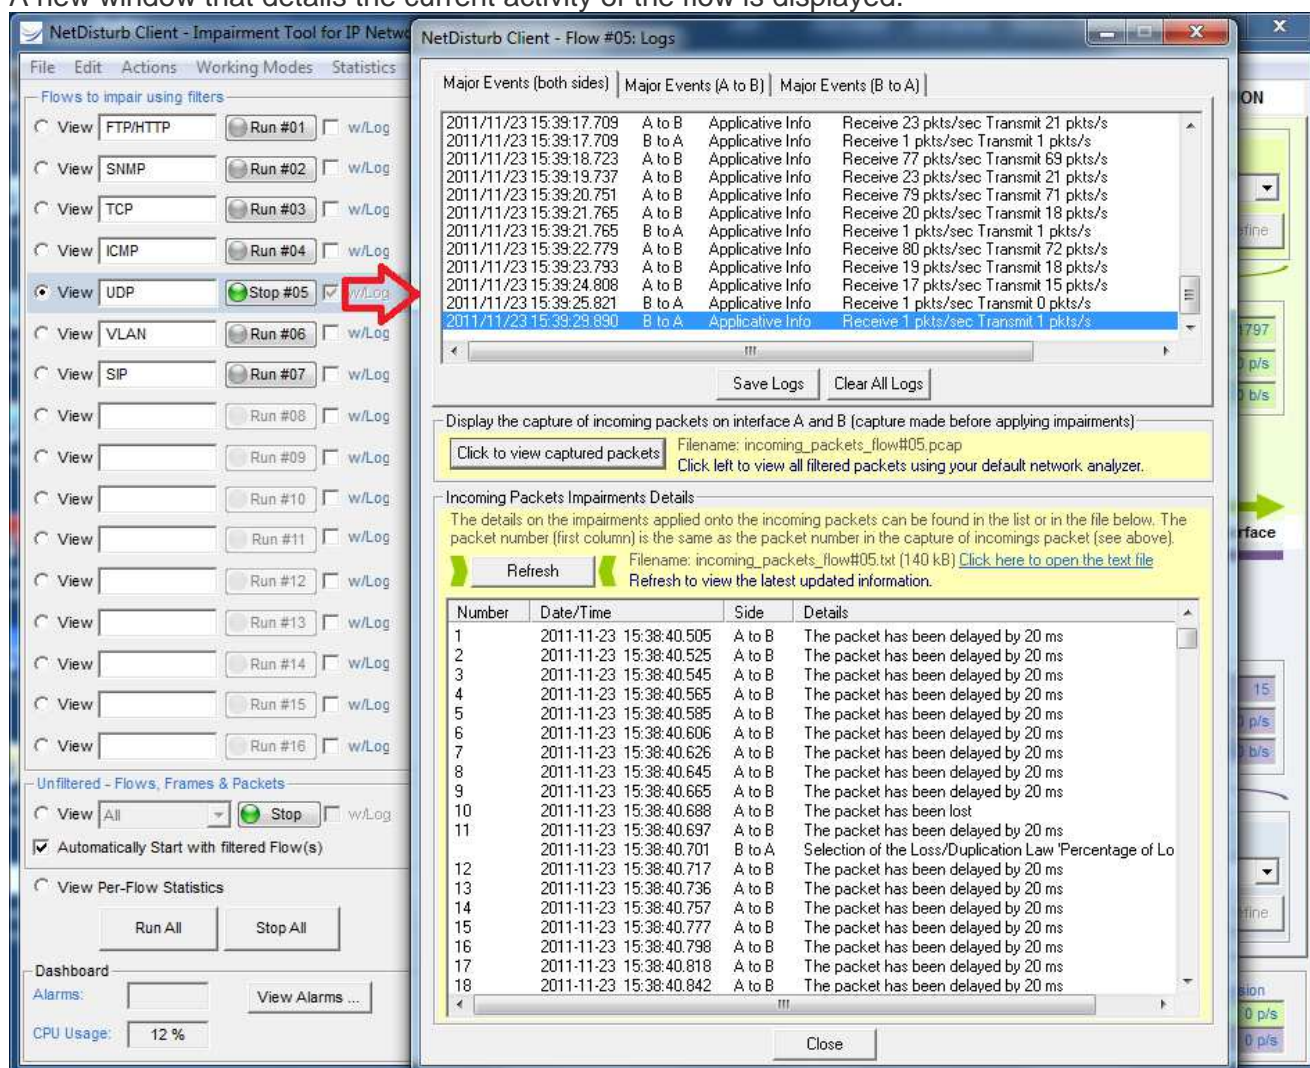 A new window that details the current activity of the flow is displayed.
NetDisturb Client - Impairment Tool for IP Netwo
File Edit Actions Working Modes Statistics
Flows to impair using filters
View FTP/HTTP Run #01 w/Log
View SNMP Run #02 w/Log
View TCP Run #03 w/Log
View ICMP Run #04 w/Log
View UDP Stop #05 w/Log
View VLAN Run #06 w/Log
View SIP Run #07 w/Log
View Run #08 w/Log
View Run #09 w/Log
View Run #10 w/Log
View Run #11 w/Log
View Run #12 w/Log
View Run #13 w/Log
View Run #14 w/Log
View Run #15 w/Log
View Run #16 w/Log
Unfiltered - Flows, Frames & Packets
View All Stop w/Log
Automatically Start with filtered Flow(s)
View Per-Flow Statistics
Run All Stop All
Dashboard
Alarms: View Alarms ...
CPU Usage: 12 %
NetDisturb Client - Flow #05: Logs
Major Events (both sides) Major Events (A to B) Major Events (B to A)
2011/11/23 15:39:17.709 A to B Applicative Info Receive 23 pkts/sec Transmit 21 pkts/s
2011/11/23 15:39:17.709 B to A Applicative Info Receive 1 pkts/sec Transmit 1 pkts/s
2011/11/23 15:39:18.723 A to B Applicative Info Receive 77 pkts/sec Transmit 69 pkts/s
2011/11/23 15:39:19.737 A to B Applicative Info Receive 23 pkts/sec Transmit 21 pkts/s
2011/11/23 15:39:20.751 A to B Applicative Info Receive 79 pkts/sec Transmit 71 pkts/s
2011/11/23 15:39:21.765 A to B Applicative Info Receive 20 pkts/sec Transmit 18 pkts/s
2011/11/23 15:39:21.765 B to A Applicative Info Receive 1 pkts/sec Transmit 1 pkts/s
2011/11/23 15:39:22.779 A to B Applicative Info Receive 80 pkts/sec Transmit 72 pkts/s
2011/11/23 15:39:23.793 A to B Applicative Info Receive 19 pkts/sec Transmit 18 pkts/s
2011/11/23 15:39:24.808 A to B Applicative Info Receive 17 pkts/sec Transmit 15 pkts/s
2011/11/23 15:39:25.821 B to A Applicative Info Receive 1 pkts/sec Transmit 0 pkts/s
2011/11/23 15:39:29.890 B to A Applicative Info Receive 1 pkts/sec Transmit 1 pkts/s
Save Logs Clear All Logs
Display the capture of incoming packets on interface A and B (capture made before applying impairments)
Click to view captured packets
Filename: incoming_packets_flow#05.pcap
Click left to view all filtered packets using your default network analyzer.
Incoming Packets Impairments Details
The details on the impairments applied onto the incoming packets can be found in the list or in the file below. The
packet number (first column) is the same as the packet number in the capture of incomings packet (see above).
Refresh
Filename: incoming_packets_flow#05.txt (140 kB) Click here to open the text file
Refresh to view the latest updated information.
Number Date/Time Side Details
1 2011-11-23 15:38:40.505 A to B The packet has been delayed by 20 ms
2 2011-11-23 15:38:40.525 A to B The packet has been delayed by 20 ms
3 2011-11-23 15:38:40.545 A to B The packet has been delayed by 20 ms
4 2011-11-23 15:38:40.565 A to B The packet has been delayed by 20 ms
5 2011-11-23 15:38:40.585 A to B The packet has been delayed by 20 ms
6 2011-11-23 15:38:40.606 A to B The packet has been delayed by 20 ms
7 2011-11-23 15:38:40.626 A to B The packet has been delayed by 20 ms
8 2011-11-23 15:38:40.645 A to B The packet has been delayed by 20 ms
9 2011-11-23 15:38:40.665 A to B The packet has been delayed by 20 ms
10 2011-11-23 15:38:40.688 A to B The packet has been lost
11 2011-11-23 15:38:40.697 A to B The packet has been delayed by 20 ms
2011-11-23 15:38:40.701 B to A Selection of the Loss/Duplication Law 'Percentage of Lo
12 2011-11-23 15:38:40.717 A to B The packet has been delayed by 20 ms
13 2011-11-23 15:38:40.736 A to B The packet has been delayed by 20 ms
14 2011-11-23 15:38:40.757 A to B The packet has been delayed by 20 ms
15 2011-11-23 15:38:40.777 A to B The packet has been delayed by 20 ms
16 2011-11-23 15:38:40.798 A to B The packet has been delayed by 20 ms
17 2011-11-23 15:38:40.818 A to B The packet has been delayed by 20 ms
18 2011-11-23 15:38:40.842 A to B The packet has been delayed by 20 ms
Close
ON
efine
1797
0 p/s
0 b/s
rface
15
0 p/s
0 b/s
efine
sion
0 p/s
0 p/s